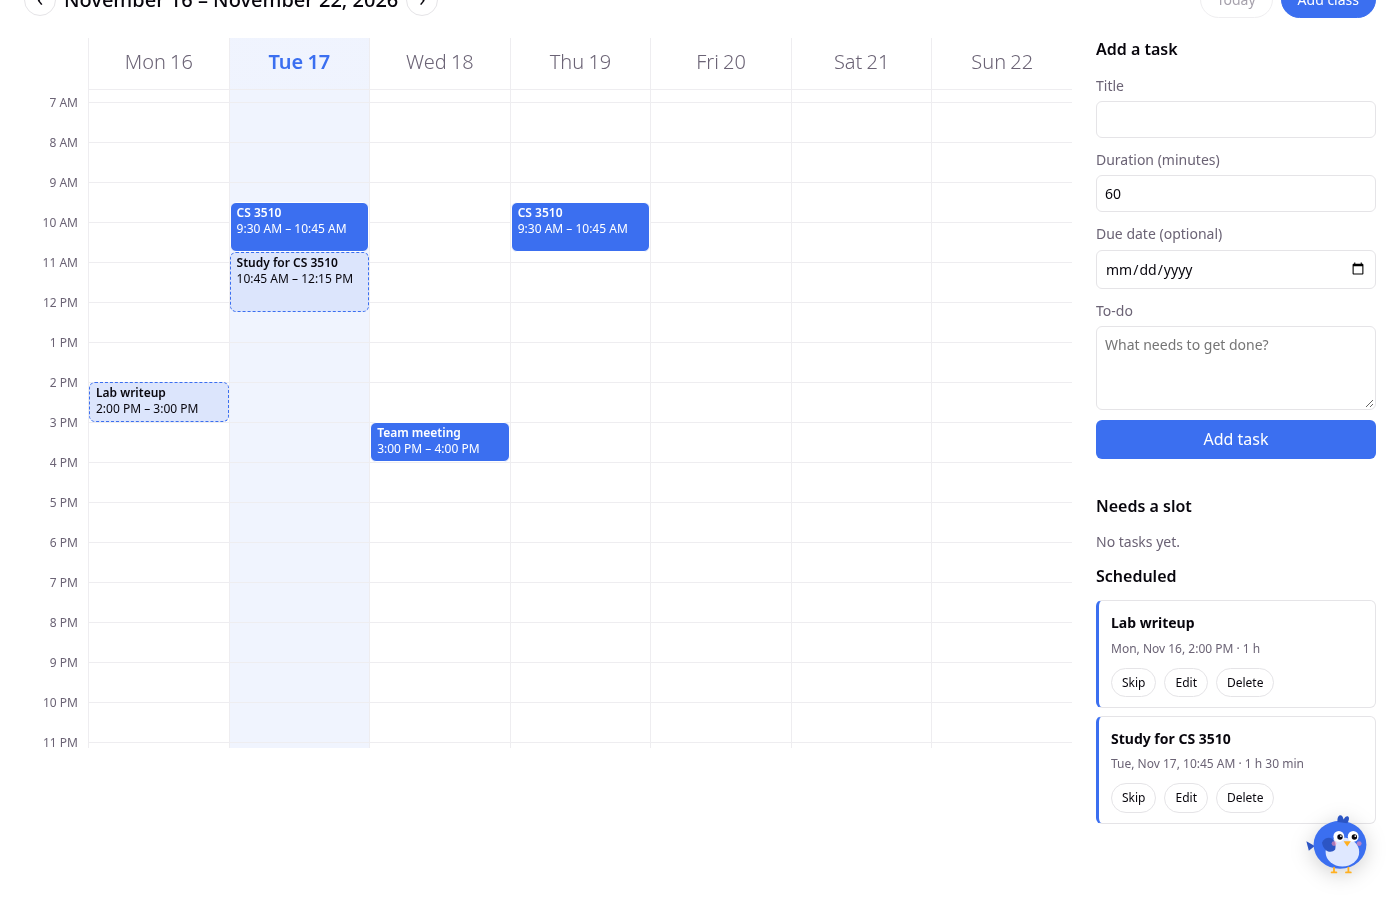 November 16 – November 22, 2026
Today
Add class
Mon 16
Tue 17
Wed 18
Thu 19
Fri 20
Sat 21
Sun 22
7 AM
8 AM
9 AM
10 AM
11 AM
12 PM
1 PM
2 PM
3 PM
4 PM
5 PM
6 PM
7 PM
8 PM
9 PM
10 PM
11 PM
Lab writeup
2:00 PM – 3:00 PM
CS 3510
9:30 AM – 10:45 AM
Study for CS 3510
10:45 AM – 12:15 PM
Team meeting
3:00 PM – 4:00 PM
CS 3510
9:30 AM – 10:45 AM
Add a task
Title
Duration (minutes)
60
Due date (optional)
mm/dd/yyyy
To-do
What needs to get done?
Add task
Needs a slot
No tasks yet.
Scheduled
Lab writeup
Mon, Nov 16, 2:00 PM · 1 h
Skip Edit Delete
Study for CS 3510
Tue, Nov 17, 10:45 AM · 1 h 30 min
Skip Edit Delete